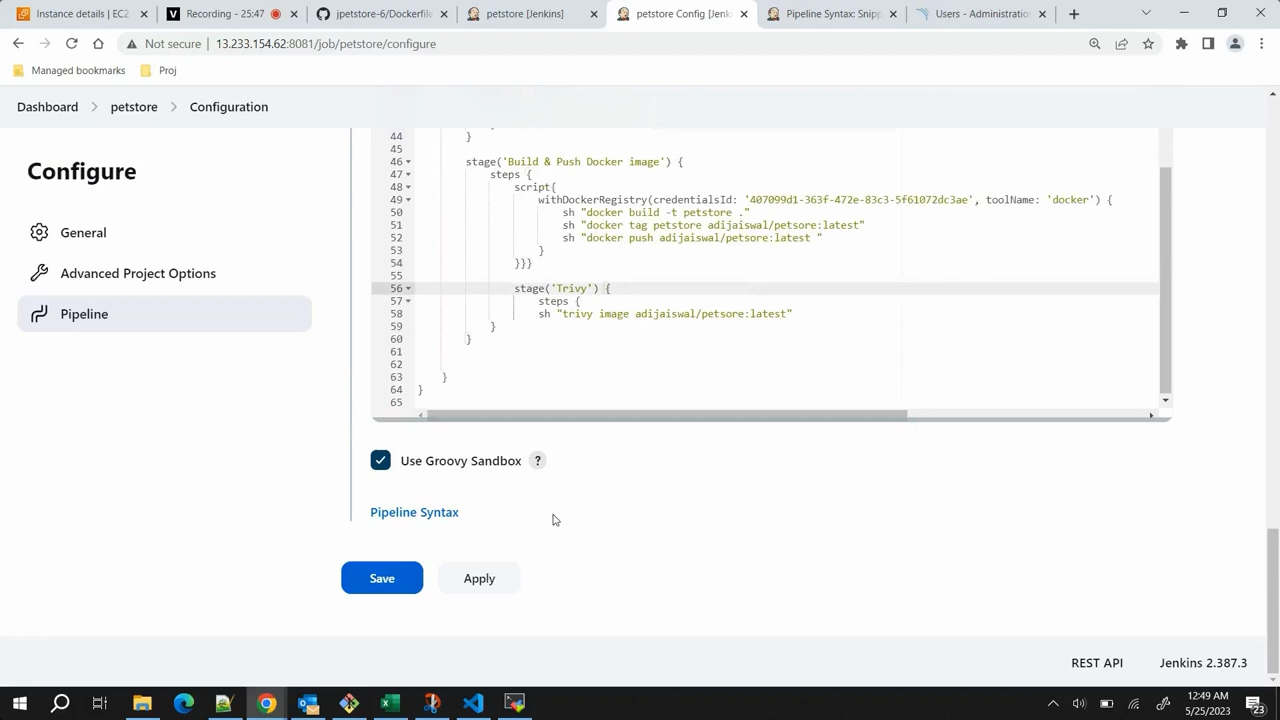 Instance details | EC2
Recording - 25:47
jpetstore-6/Dockerfile
petstore [Jenkins]
petstore Config [Jenk
Pipeline Syntax: Snipp
Users - Administratio
Not secure | 13.233.154.62:8081/job/petstore/configure
Managed bookmarks
Proj
Dashboard > petstore > Configuration
Configure
General
Advanced Project Options
Pipeline
44 }
45
46 stage('Build & Push Docker image') {
47 steps {
48 script{
49 withDockerRegistry(credentialsId: '407099d1-363f-472e-83c3-5f61072dc3ae', toolName: 'docker') {
50 sh "docker build -t petstore ."
51 sh "docker tag petstore adijaiswal/petsore:latest"
52 sh "docker push adijaiswal/petsore:latest "
53 }
54 }}}
55
56 stage('Trivy') {
57 steps {
58 sh "trivy image adijaiswal/petsore:latest"
59 }
60 }
61
62
63 }
64 }
65
Use Groovy Sandbox ?
Pipeline Syntax
Save
Apply
REST API
Jenkins 2.387.3
12:49 AM
5/25/2023
23